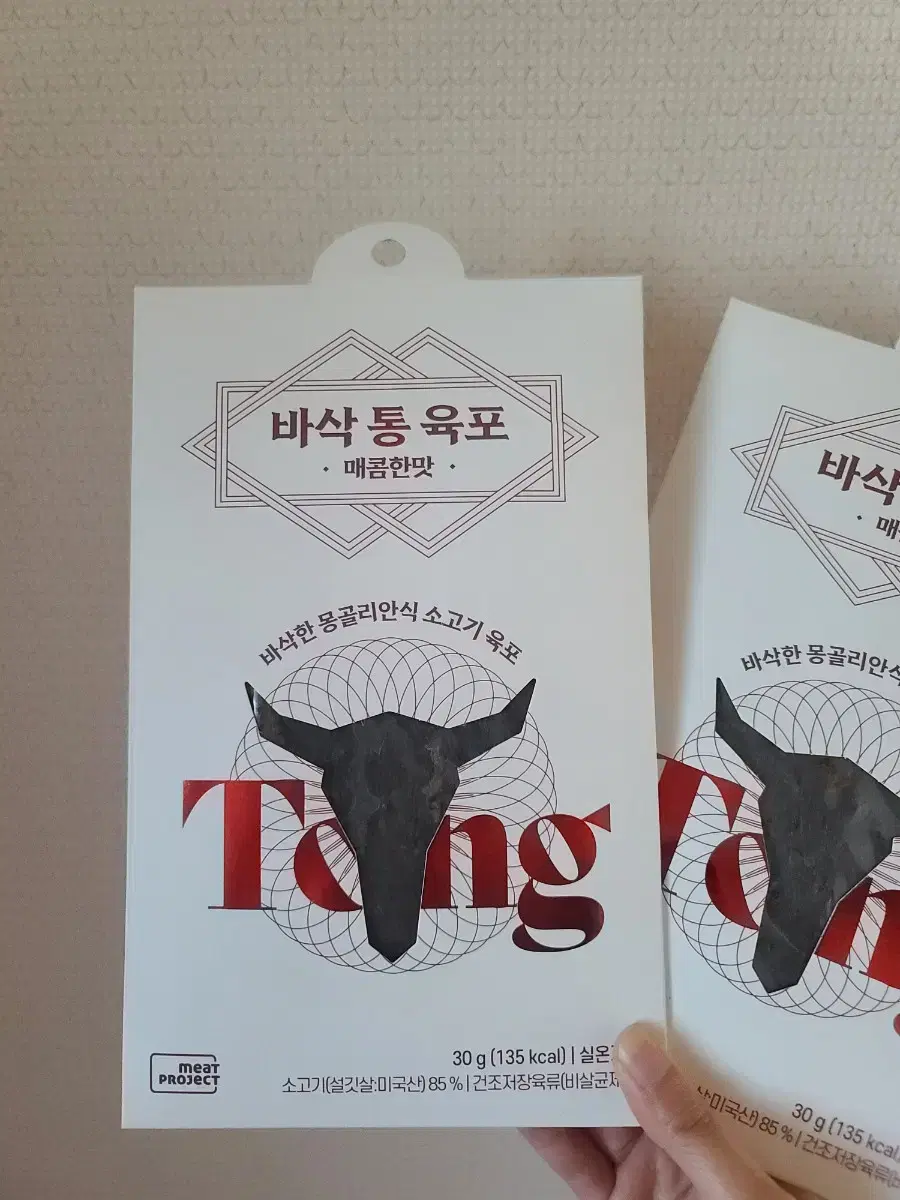 바삭 통 육포
· 매콤한맛 ·
바삭한 몽골리안식 소고기 육포
Tong
meat
PROJECT
30 g (135 kcal) | 실온
소고기(설깃살:미국산) 85 % | 건조저장육류(비살균제
바삭
바삭한 몽골리안식
Tong
30 g (135 kcal
미국산) 85 % | 건조저장육류